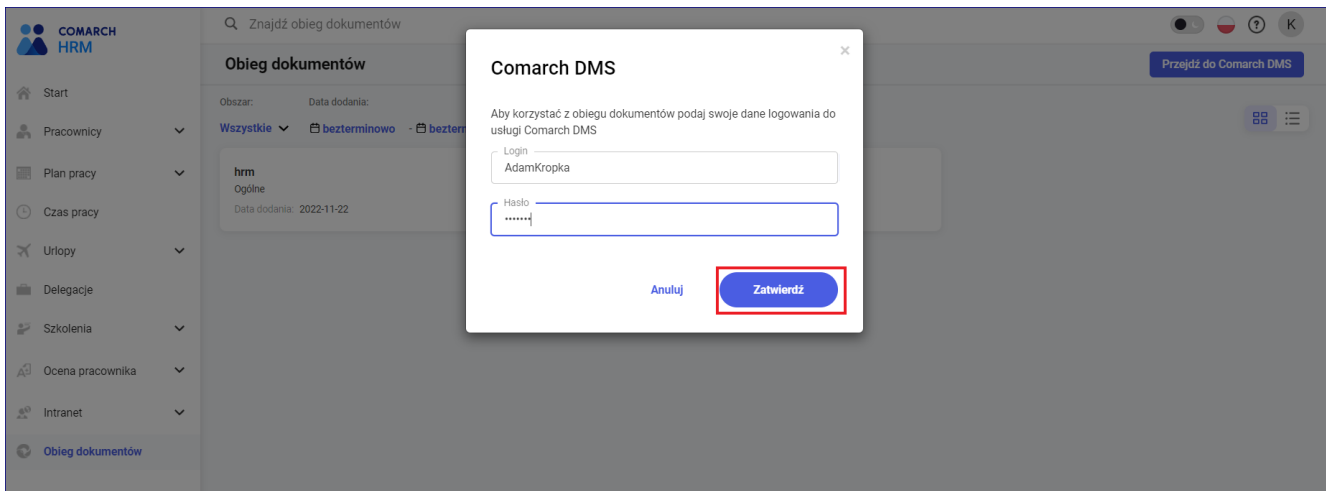 COMARCH
HRM
Znajdź obieg dokumentów
K
Obieg dokumentów
Przejdź do Comarch DMS
Start
Pracownicy
Plan pracy
Czas pracy
Urlopy
Delegacje
Szkolenia
Ocena pracownika
Intranet
Obieg dokumentów
Obszar: Data dodania:
Wszystkie bezterminowo - bezterm
hrm
Ogólne
Data dodania: 2022-11-22
Comarch DMS
Aby korzystać z obiegu dokumentów podaj swoje dane logowania do
usługi Comarch DMS
Login
AdamKropka
Hasło
•••••••
Anuluj Zatwierdź